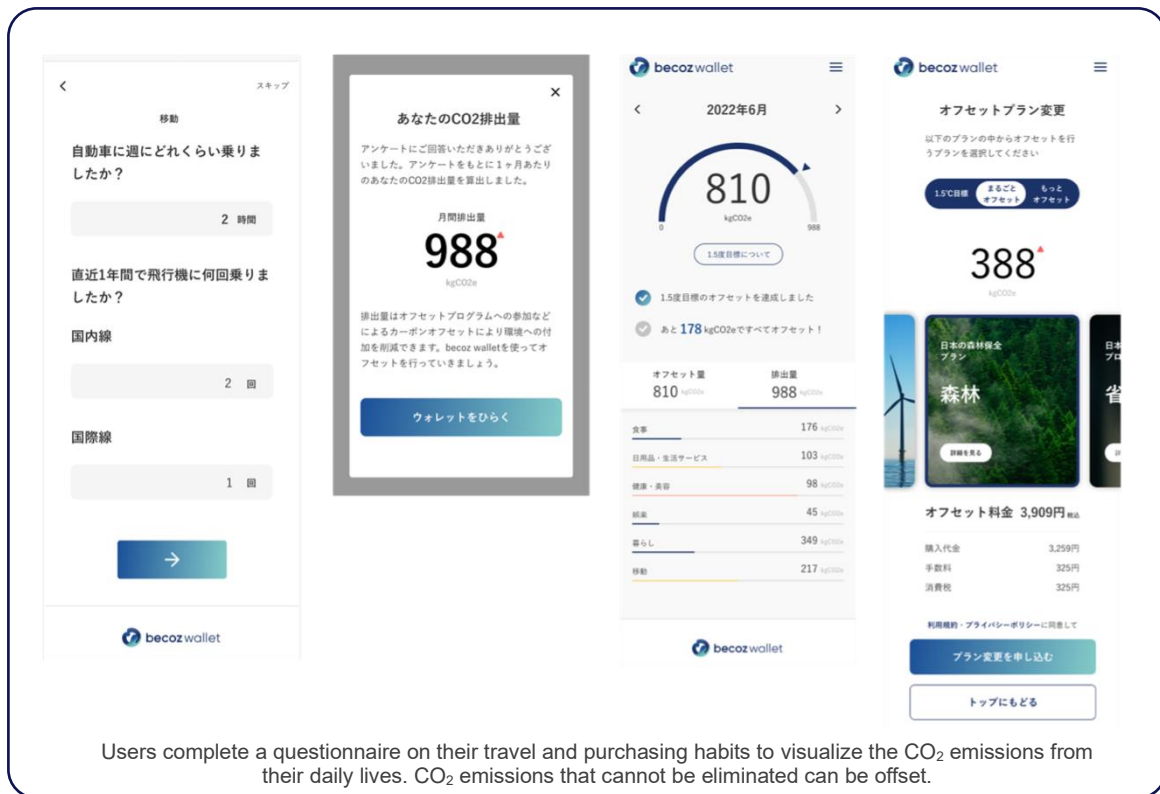 スキップ
移動
自動車に週にどれくらい乗りま
したか？
2 時間
直近1年間で飛行機に何回乗りま
したか？
国内線
2 回
国際線
1 回
becoz wallet
あなたのCO2排出量
アンケートにご回答いただきありがとうござ
いました。アンケートをもとに1ヶ月あたり
のあなたのCO2排出量を算出しました。
月間排出量
988
kgCO2e
排出量はオフセットプログラムへの参加など
によるカーボンオフセットにより環境への付
加を削減できます。becoz walletを使ってオ
フセットを行っていきましょう。
ウォレットをひらく
becoz wallet
2022年6月
810
kgCO2e
0 988
1.5度目標について
1.5度目標のオフセットを達成しました
あと 178 kgCO2eですべてオフセット！
オフセット量 排出量
810 kgCO2e 988 kgCO2e
食事 176 kgCO2e
日用品・生活サービス 103 kgCO2e
健康・美容 98 kgCO2e
娯楽 45 kgCO2e
暮らし 349 kgCO2e
移動 217 kgCO2e
becoz wallet
becoz wallet
オフセットプラン変更
以下のプランの中からオフセットを行
うプランを選択してください
1.5℃目標 まるごと もっと
オフセット オフセット
388
kgCO2e
日本の森林保全
プラン
森林
詳細を見る
日本
プロ
省
オフセット料金 3,909円 税込
購入代金 3,259円
手数料 325円
消費税 325円
利用規約・プライバシーポリシーに同意して
プラン変更を申し込む
トップにもどる
Users complete a questionnaire on their travel and purchasing habits to visualize the CO₂ emissions from
their daily lives. CO₂ emissions that cannot be eliminated can be offset.